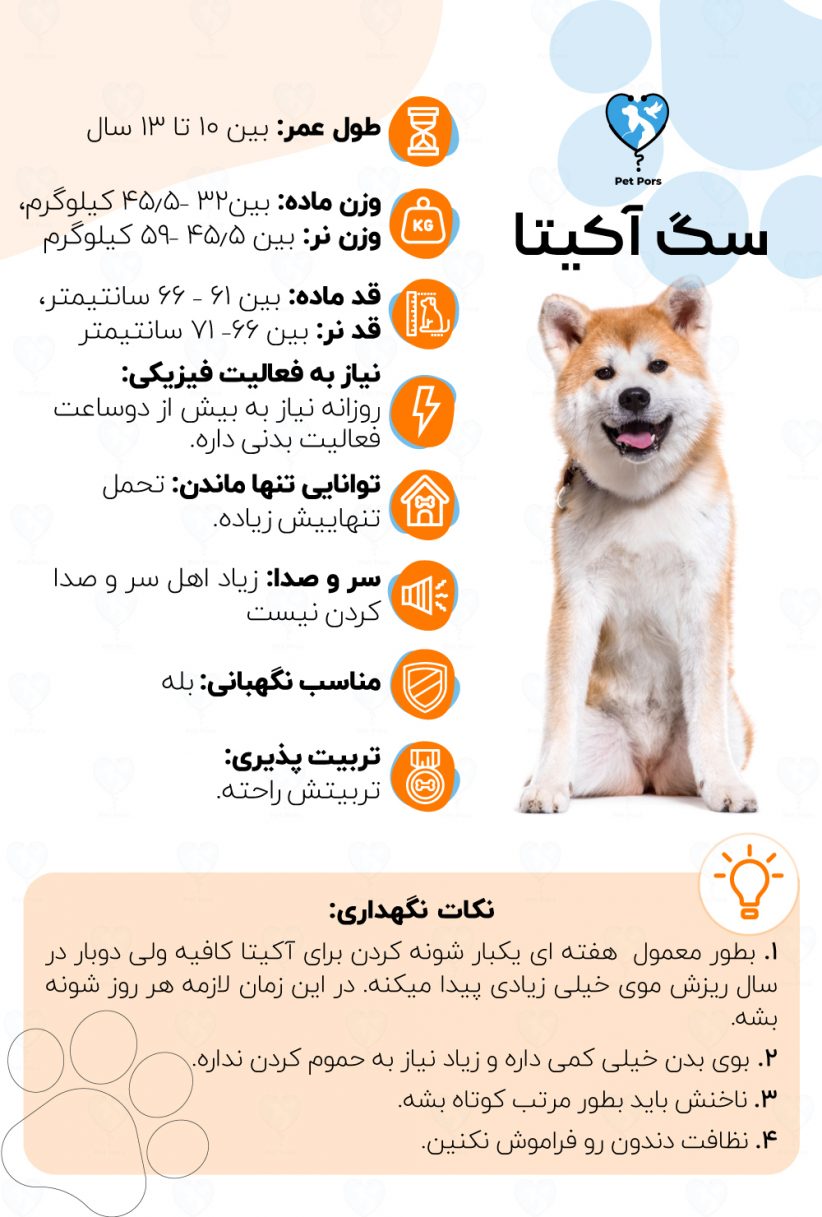 Pet Pors
سگ آکیتا
طول عمر: بین ۱۰ تا ۱۳ سال
وزن ماده: بین۳۲ -۴۵٫۵ کیلوگرم،
وزن نر: بین ۴۵٫۵ -۵۹ کیلوگرم
KG
قد ماده: بین ۶۱ - ۶۶ سانتیمتر،
قد نر: بین ۶۶- ۷۱ سانتیمتر
نیاز به فعالیت فیزیکی:
روزانه نیاز به بیش از دوساعت
فعالیت بدنی داره.
توانایی تنها ماندن: تحمل
تنهاییش زیاده.
سر و صدا: زیاد اهل سر و صدا
کردن نیست
مناسب نگهبانی: بله
تربیت پذیری:
تربیتش راحته.
نکات نگهداری:
۱. بطور معمول هفته ای یکبار شونه کردن برای آکیتا کافیه ولی دوبار در
سال ریزش موی خیلی زیادی پیدا میکنه. در این زمان لازمه هر روز شونه
بشه.
۲. بوی بدن خیلی کمی داره و زیاد نیاز به حموم کردن نداره.
۳. ناخنش باید بطور مرتب کوتاه بشه.
۴. نظافت دندون رو فراموش نکنین.